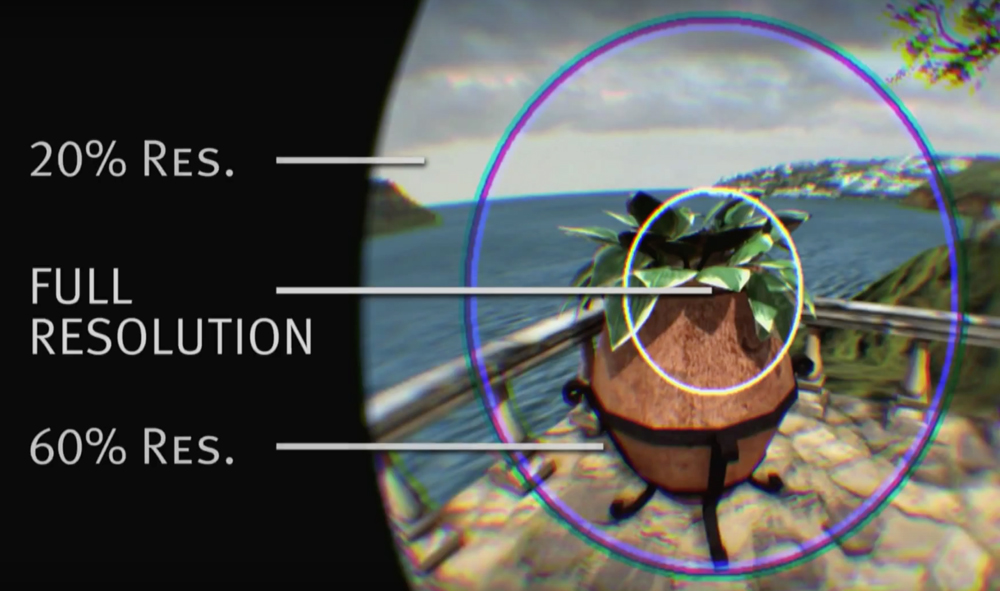 20% RES.
FULL
RESOLUTION
60% RES.